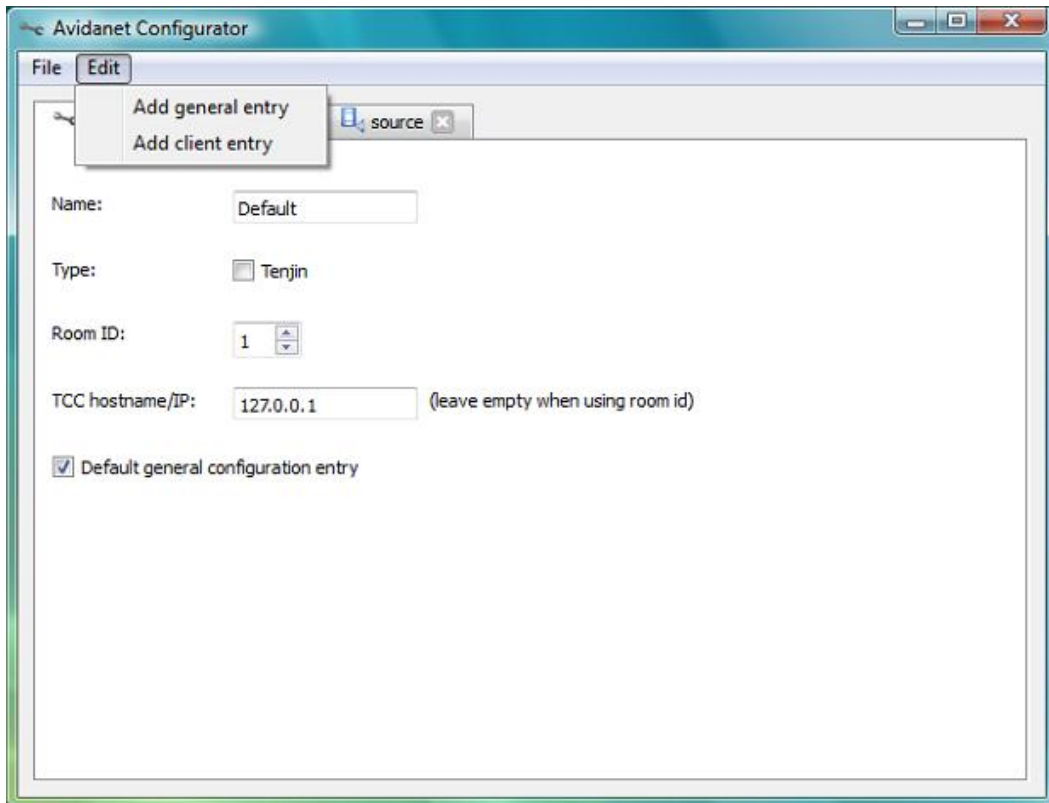 Avidanet Configurator
File Edit
Add general entry
Add client entry
source
Name: Default
Type: Tenjin
Room ID: 1
TCC hostname/IP: 127.0.0.1 (leave empty when using room id)
Default general configuration entry